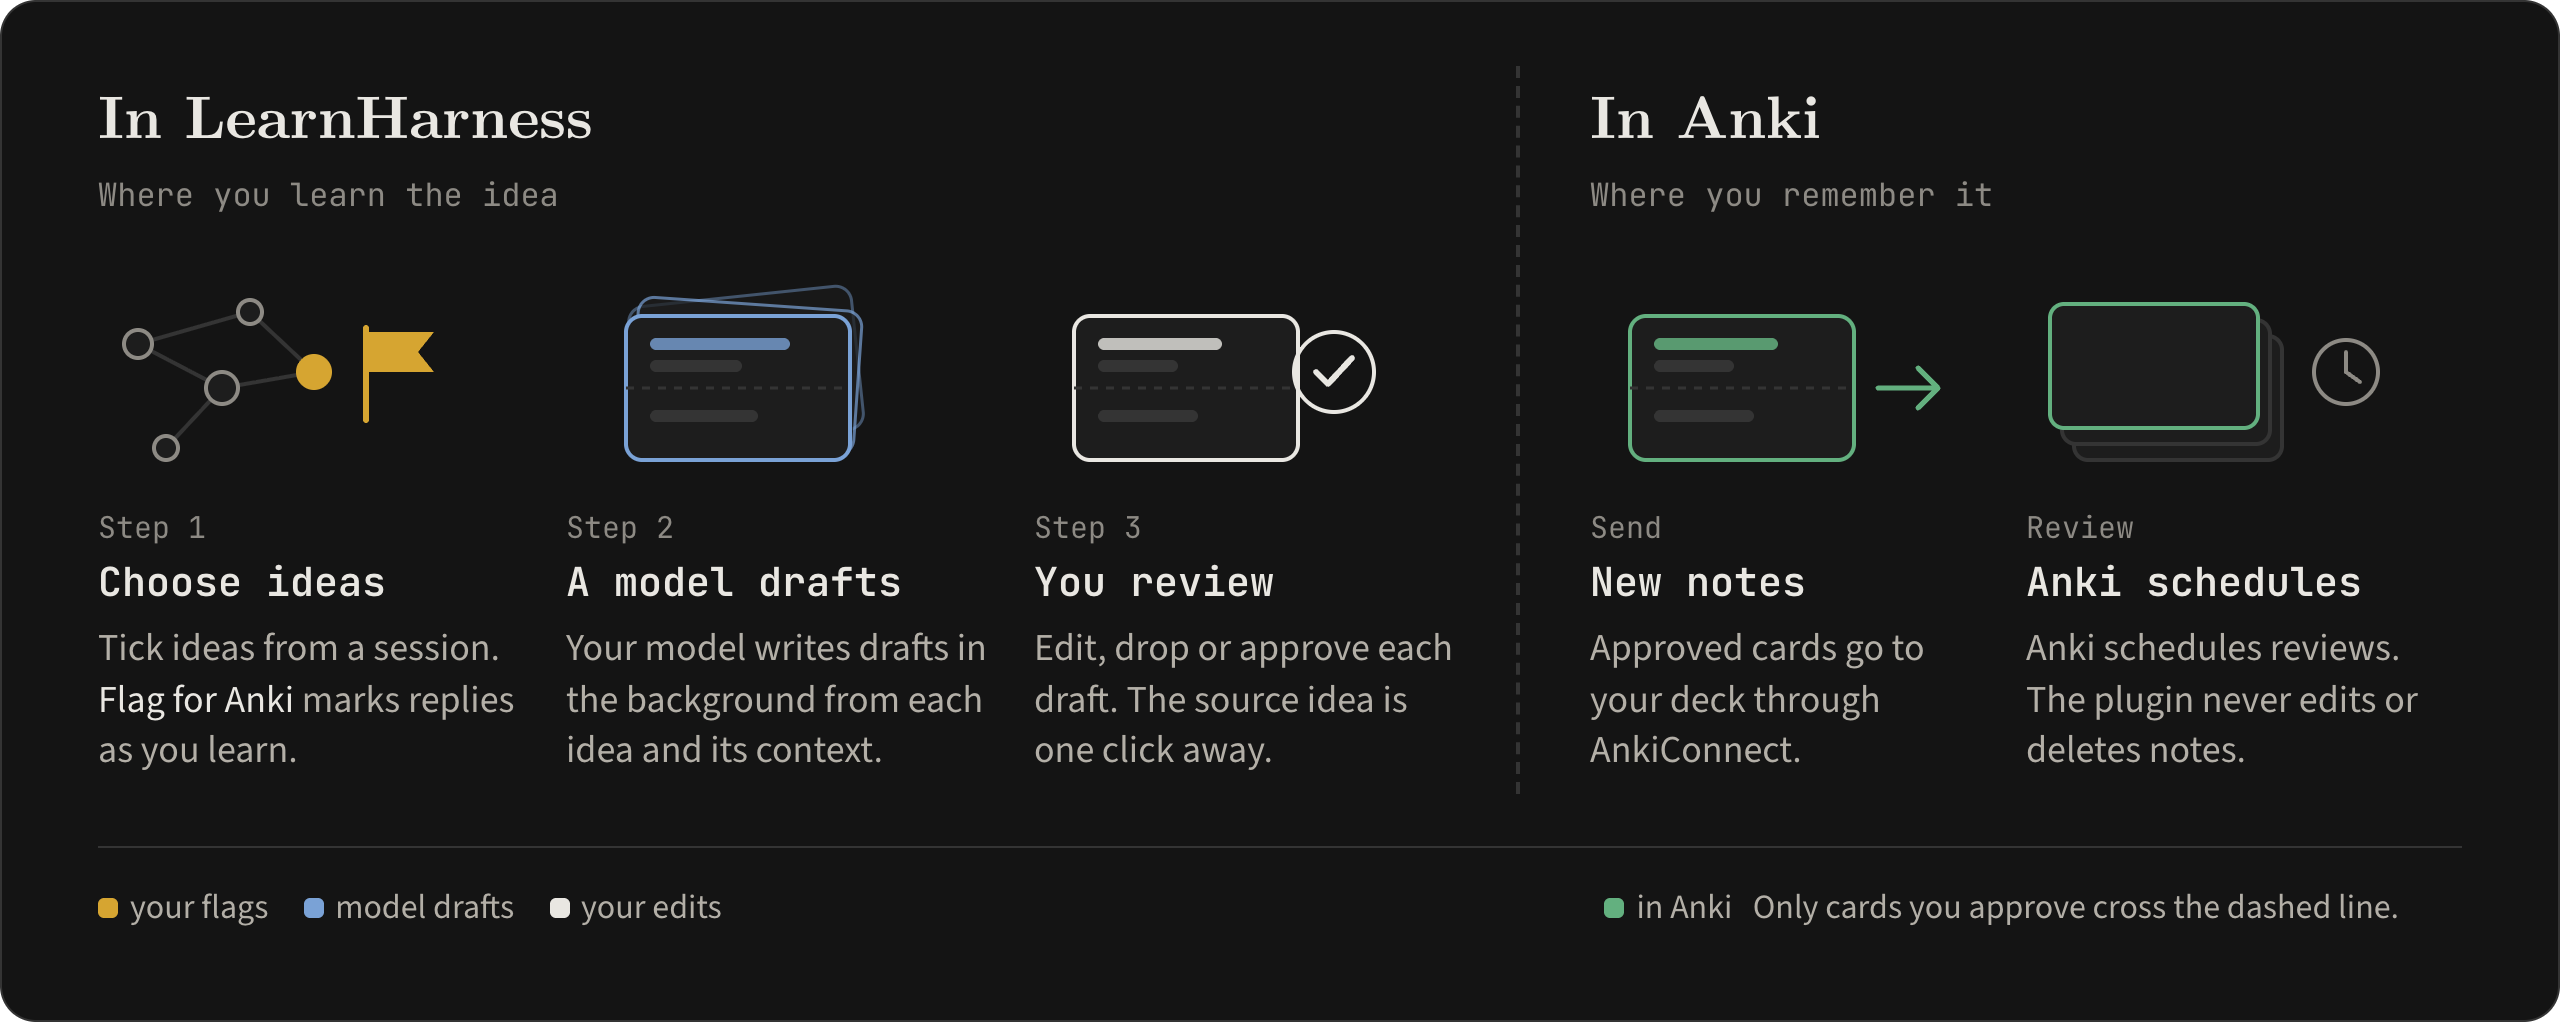 In LearnHarness
Where you learn the idea
Step 1
Choose ideas
Tick ideas from a session.
Flag for Anki marks replies
as you learn.
Step 2
A model drafts
Your model writes drafts in
the background from each
idea and its context.
Step 3
You review
Edit, drop or approve each
draft. The source idea is
one click away.
In Anki
Where you remember it
Send
New notes
Approved cards go to
your deck through
AnkiConnect.
Review
Anki schedules
Anki schedules reviews.
The plugin never edits or
deletes notes.
your flags
model drafts
your edits
in Anki
Only cards you approve cross the dashed line.